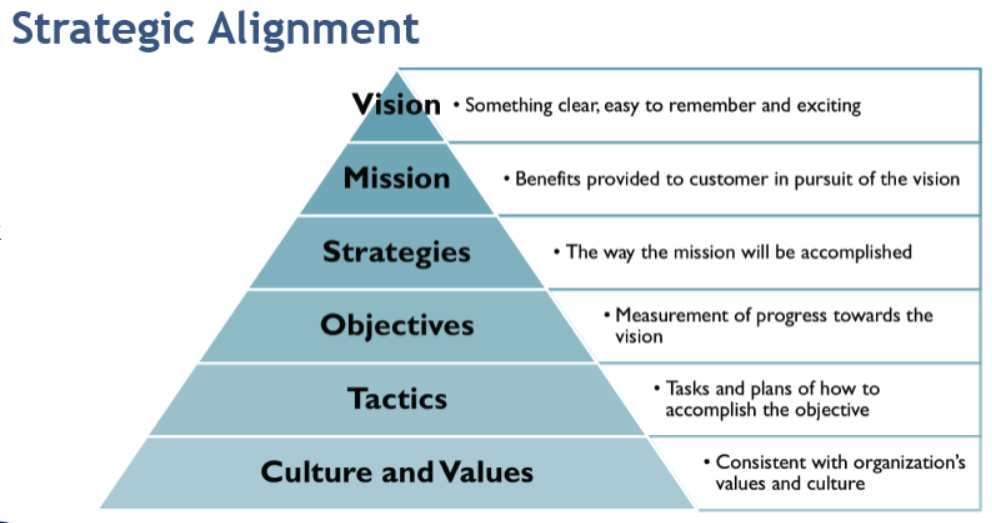 Strategic Alignment
Vision
• Something clear, easy to remember and exciting
Mission
• Benefits provided to customer in pursuit of the vision
Strategies
• The way the mission will be accomplished
Objectives
• Measurement of progress towards the
vision
Tactics
• Tasks and plans of how to
accomplish the objective
Culture and Values
• Consistent with organization's
values and culture